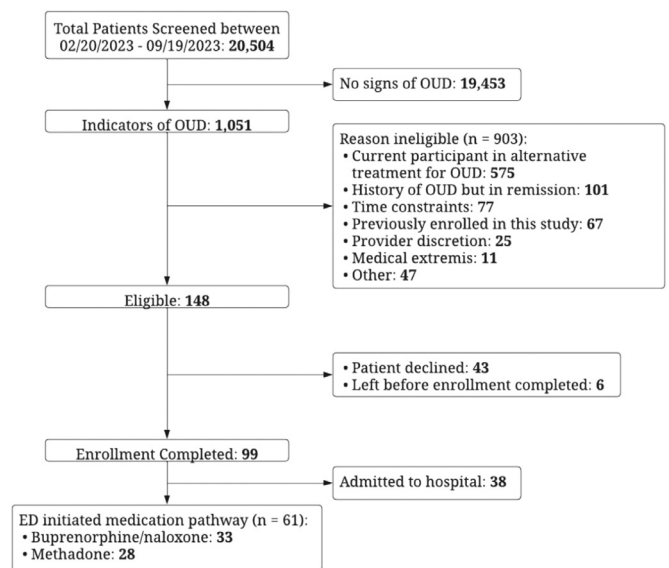 Total Patients Screened between
02/20/2023 - 09/19/2023: 20,504
No signs of OUD: 19,453
Indicators of OUD: 1,051
Reason ineligible (n = 903):
• Current participant in alternative
treatment for OUD: 575
• History of OUD but in remission: 101
• Time constraints: 77
• Previously enrolled in this study: 67
• Provider discretion: 25
• Medical extremis: 11
• Other: 47
Eligible: 148
• Patient declined: 43
• Left before enrollment completed: 6
Enrollment Completed: 99
Admitted to hospital: 38
ED initiated medication pathway (n = 61):
• Buprenorphine/naloxone: 33
• Methadone: 28